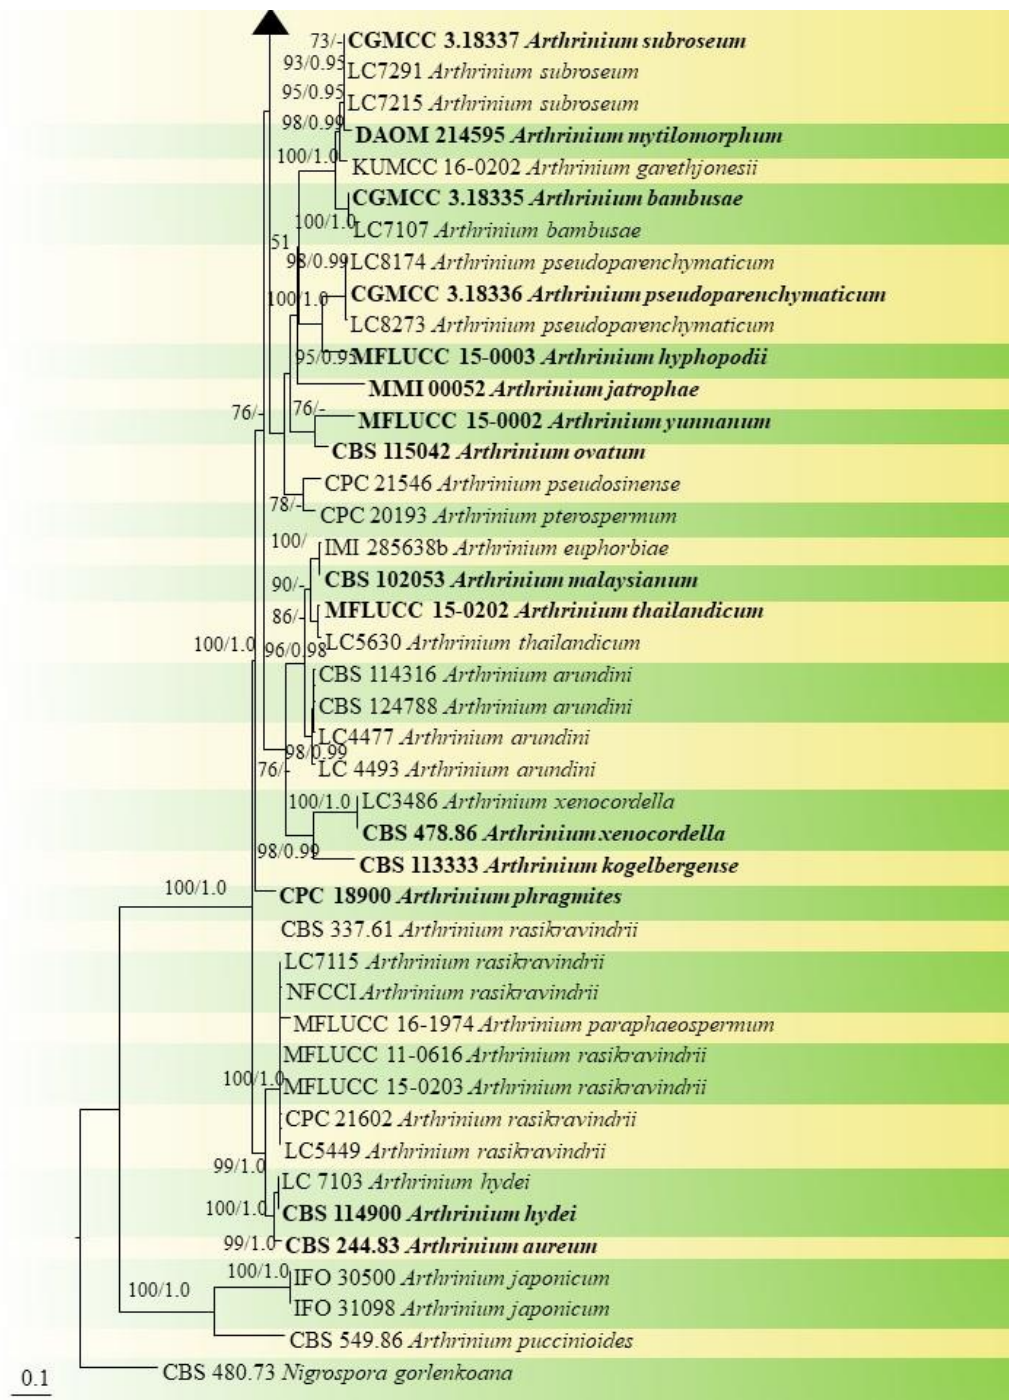 73/- CGMCC 3.18337 Arthrinium subroseum
93/0.95 LC7291 Arthrinium subroseum
95/0.95 LC7215 Arthrinium subroseum
98/0.99 DAOM 214595 Arthrinium mytilomorphum
100/1.0 KUMCC 16-0202 Arthrinium garethjonesii
CGMCC 3.18335 Arthrinium bambusae
100/1.0 LC7107 Arthrinium bambusae
51
98/0.99 LC8174 Arthrinium pseudoparenchymaticum
CGMCC 3.18336 Arthrinium pseudoparenchymaticum
100/1.0
LC8273 Arthrinium pseudoparenchymaticum
95/0.95 MFLUCC 15-0003 Arthrinium hyphopodii
MMI 00052 Arthrinium jatrophae
76/- 76/- MFLUCC 15-0002 Arthrinium yunnanum
CBS 115042 Arthrinium ovatum
CPC 21546 Arthrinium pseudosinense
78/- CPC 20193 Arthrinium pterospermum
100/ IMI 285638b Arthrinium euphorbiae
90/- CBS 102053 Arthrinium malaysianum
86/- MFLUCC 15-0202 Arthrinium thailandicum
100/1.0 96/0.98 LC5630 Arthrinium thailandicum
CBS 114316 Arthrinium arundini
CBS 124788 Arthrinium arundini
LC4477 Arthrinium arundini
98/0.99
76/- LC 4493 Arthrinium arundini
100/1.0 LC3486 Arthrinium xenocordella
CBS 478.86 Arthrinium xenocordella
98/0.99 CBS 113333 Arthrinium kogelbergense
100/1.0 CPC 18900 Arthrinium phragmites
CBS 337.61 Arthrinium rasikravindrii
LC7115 Arthrinium rasikravindrii
NFCCI Arthrinium rasikravindrii
MFLUCC 16-1974 Arthrinium paraphaeospermum
MFLUCC 11-0616 Arthrinium rasikravindrii
100/1.0 MFLUCC 15-0203 Arthrinium rasikravindrii
CPC 21602 Arthrinium rasikravindrii
LC5449 Arthrinium rasikravindrii
99/1.0
LC 7103 Arthrinium hydei
100/1.0 CBS 114900 Arthrinium hydei
99/1.0 CBS 244.83 Arthrinium aureum
100/1.0 IFO 30500 Arthrinium japonicum
100/1.0
IFO 31098 Arthrinium japonicum
CBS 549.86 Arthrinium puccinioides
CBS 480.73 Nigrospora gorlenkoana
0.1